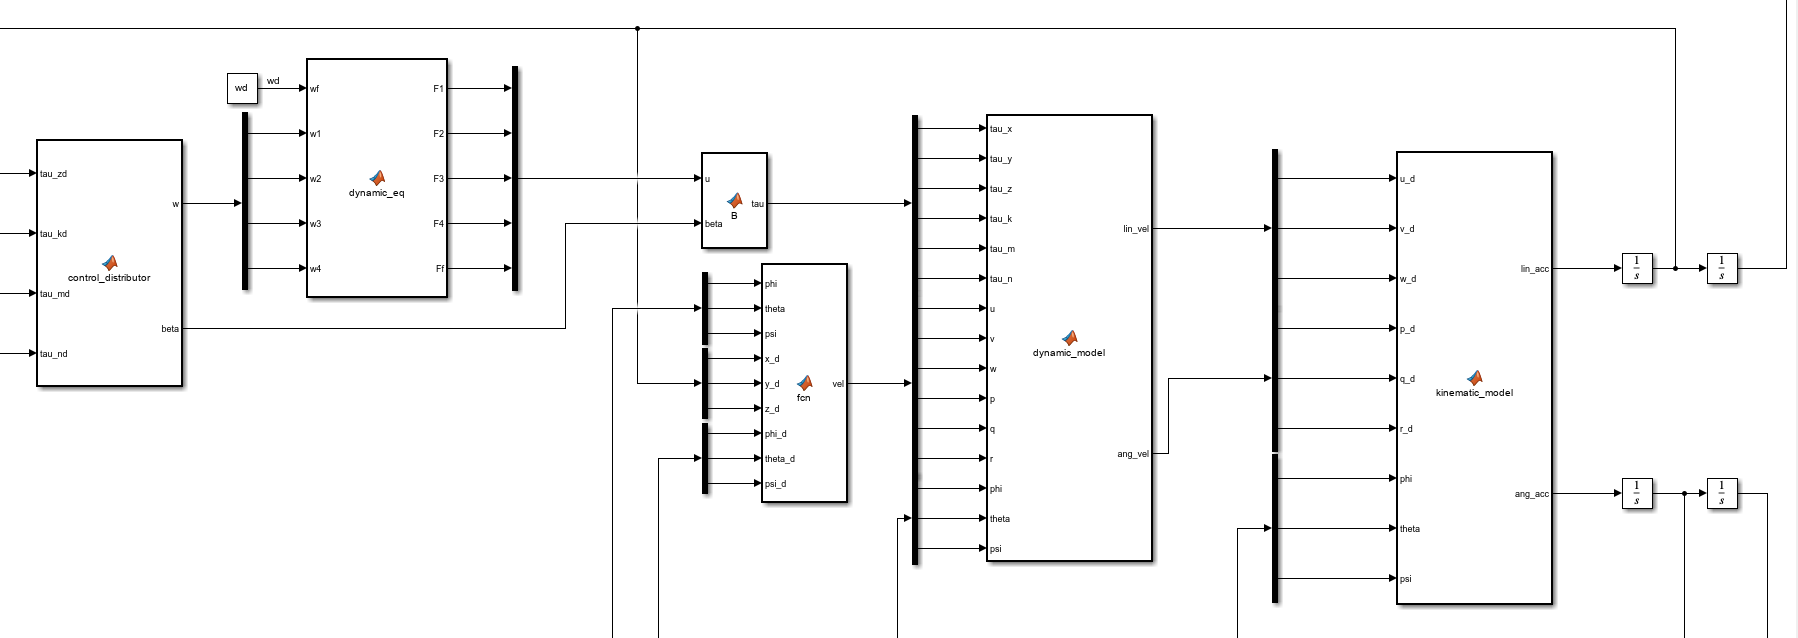 wd
wd
wf
w1
w2
w3
w4
F1
F2
F3
F4
Ff
dynamic_eq
tau_zd
tau_kd
tau_md
tau_nd
w
beta
control_distributor
u
beta
tau
B
phi
theta
psi
x_d
y_d
z_d
phi_d
theta_d
psi_d
vel
fcn
tau_x
tau_y
tau_z
tau_k
tau_m
tau_n
u
v
w
p
q
r
phi
theta
psi
lin_vel
ang_vel
dynamic_model
u_d
v_d
w_d
p_d
q_d
r_d
phi
theta
psi
lin_acc
ang_acc
kinematic_model
1
s
1
s
1
s
1
s